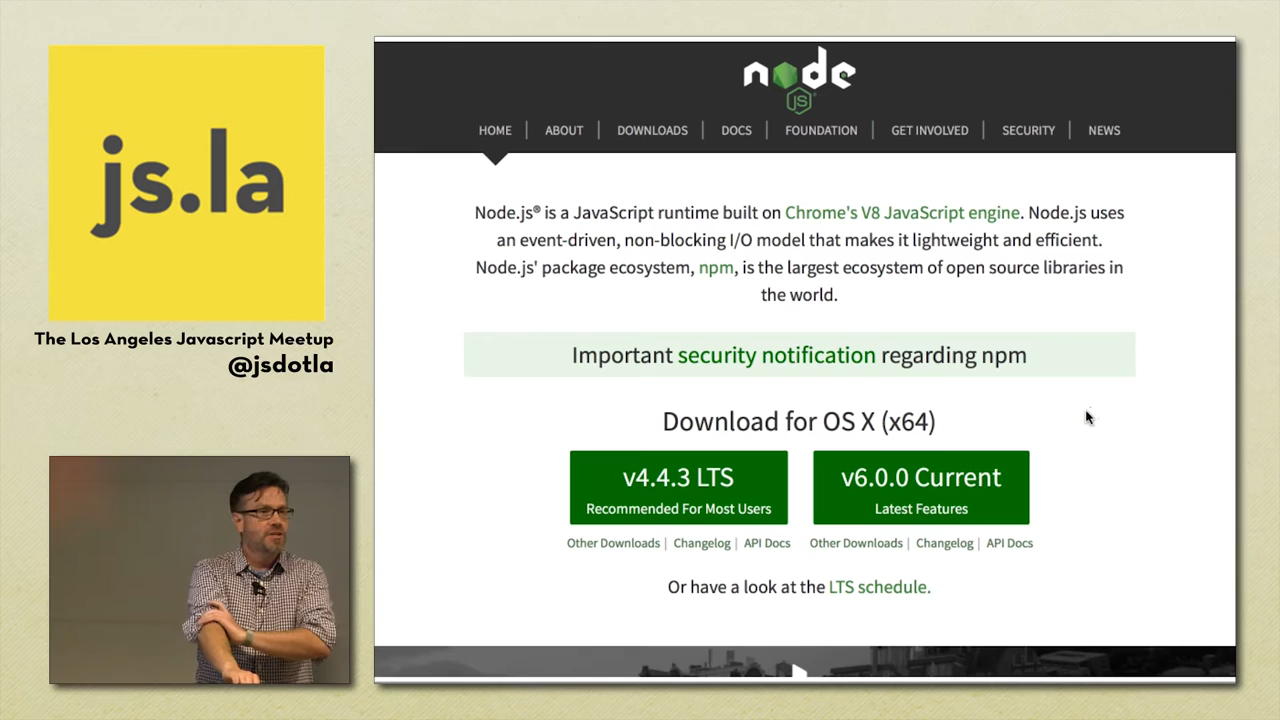 js.la
The Los Angeles Javascript Meetup
@jsdotla
node
JS
HOME | ABOUT | DOWNLOADS | DOCS | FOUNDATION | GET INVOLVED | SECURITY | NEWS
Node.js® is a JavaScript runtime built on Chrome's V8 JavaScript engine. Node.js uses
an event-driven, non-blocking I/O model that makes it lightweight and efficient.
Node.js' package ecosystem, npm, is the largest ecosystem of open source libraries in
the world.
Important security notification regarding npm
Download for OS X (x64)
v4.4.3 LTS
Recommended For Most Users
Other Downloads | Changelog | API Docs
v6.0.0 Current
Latest Features
Other Downloads | Changelog | API Docs
Or have a look at the LTS schedule.